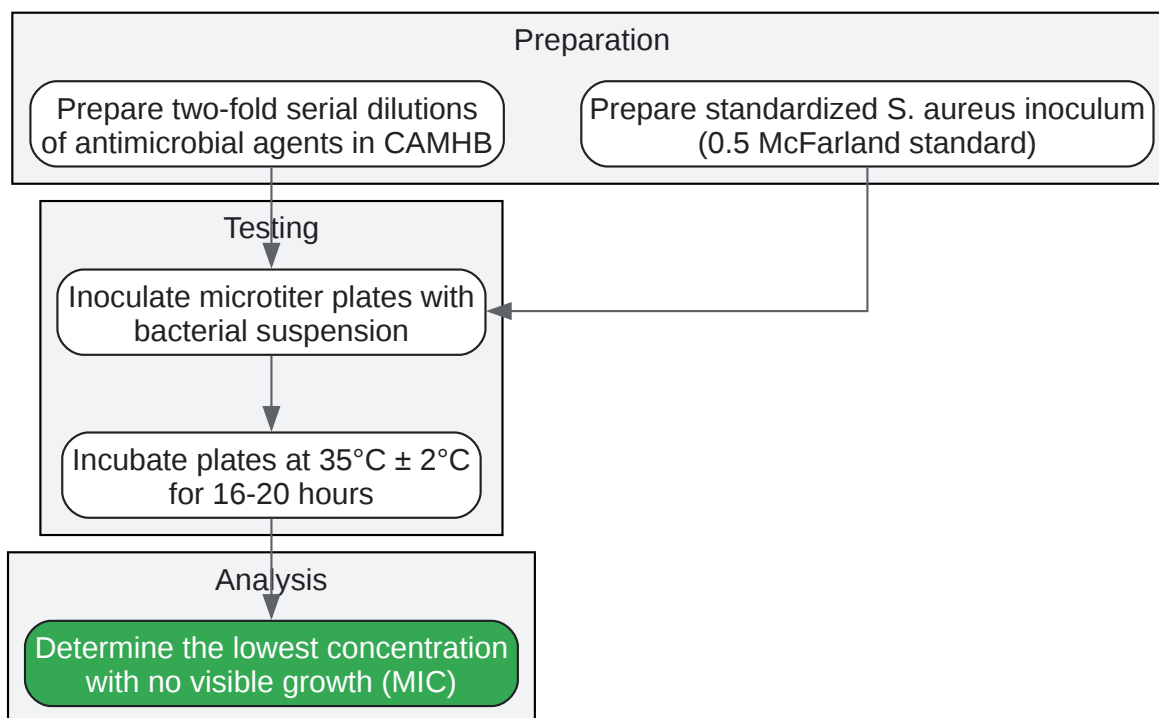 Preparation
Prepare two-fold serial dilutions
of antimicrobial agents in CAMHB
Prepare standardized S. aureus inoculum
(0.5 McFarland standard)
Testing
Inoculate microtiter plates with
bacterial suspension
Incubate plates at 35°C ± 2°C
for 16-20 hours
Analysis
Determine the lowest concentration
with no visible growth (MIC)